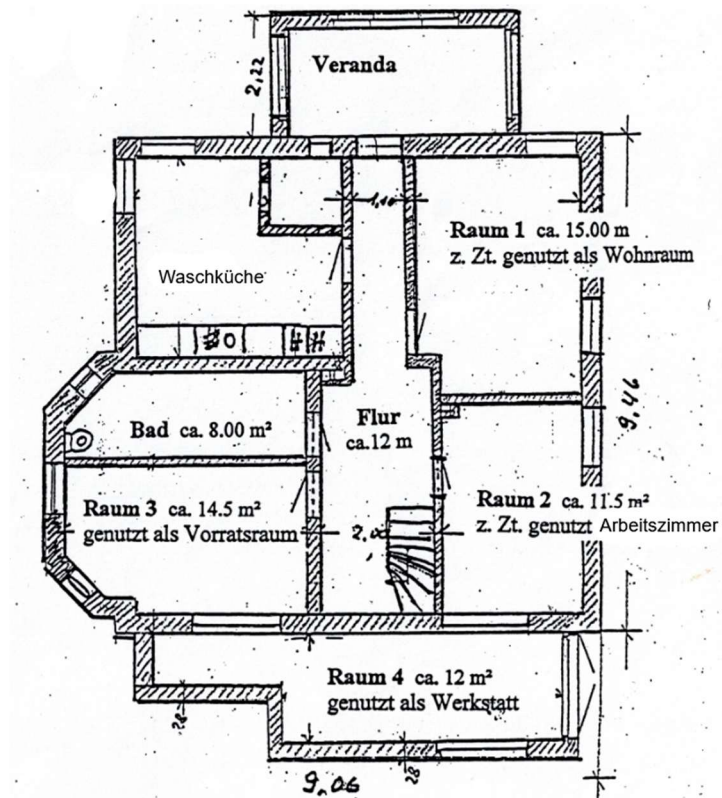 2,22
Veranda
1,10
Raum 1 ca. 15.00 m
z. Zt. genutzt als Wohnraum
Waschküche
9,46
Flur
ca.12 m
Bad ca. 8.00 m²
Raum 3 ca. 14.5 m²
genutzt als Vorratsraum
Raum 2 ca. 11.5 m²
z. Zt. genutzt Arbeitszimmer
Raum 4 ca. 12 m²
genutzt als Werkstatt
28
28
9,06